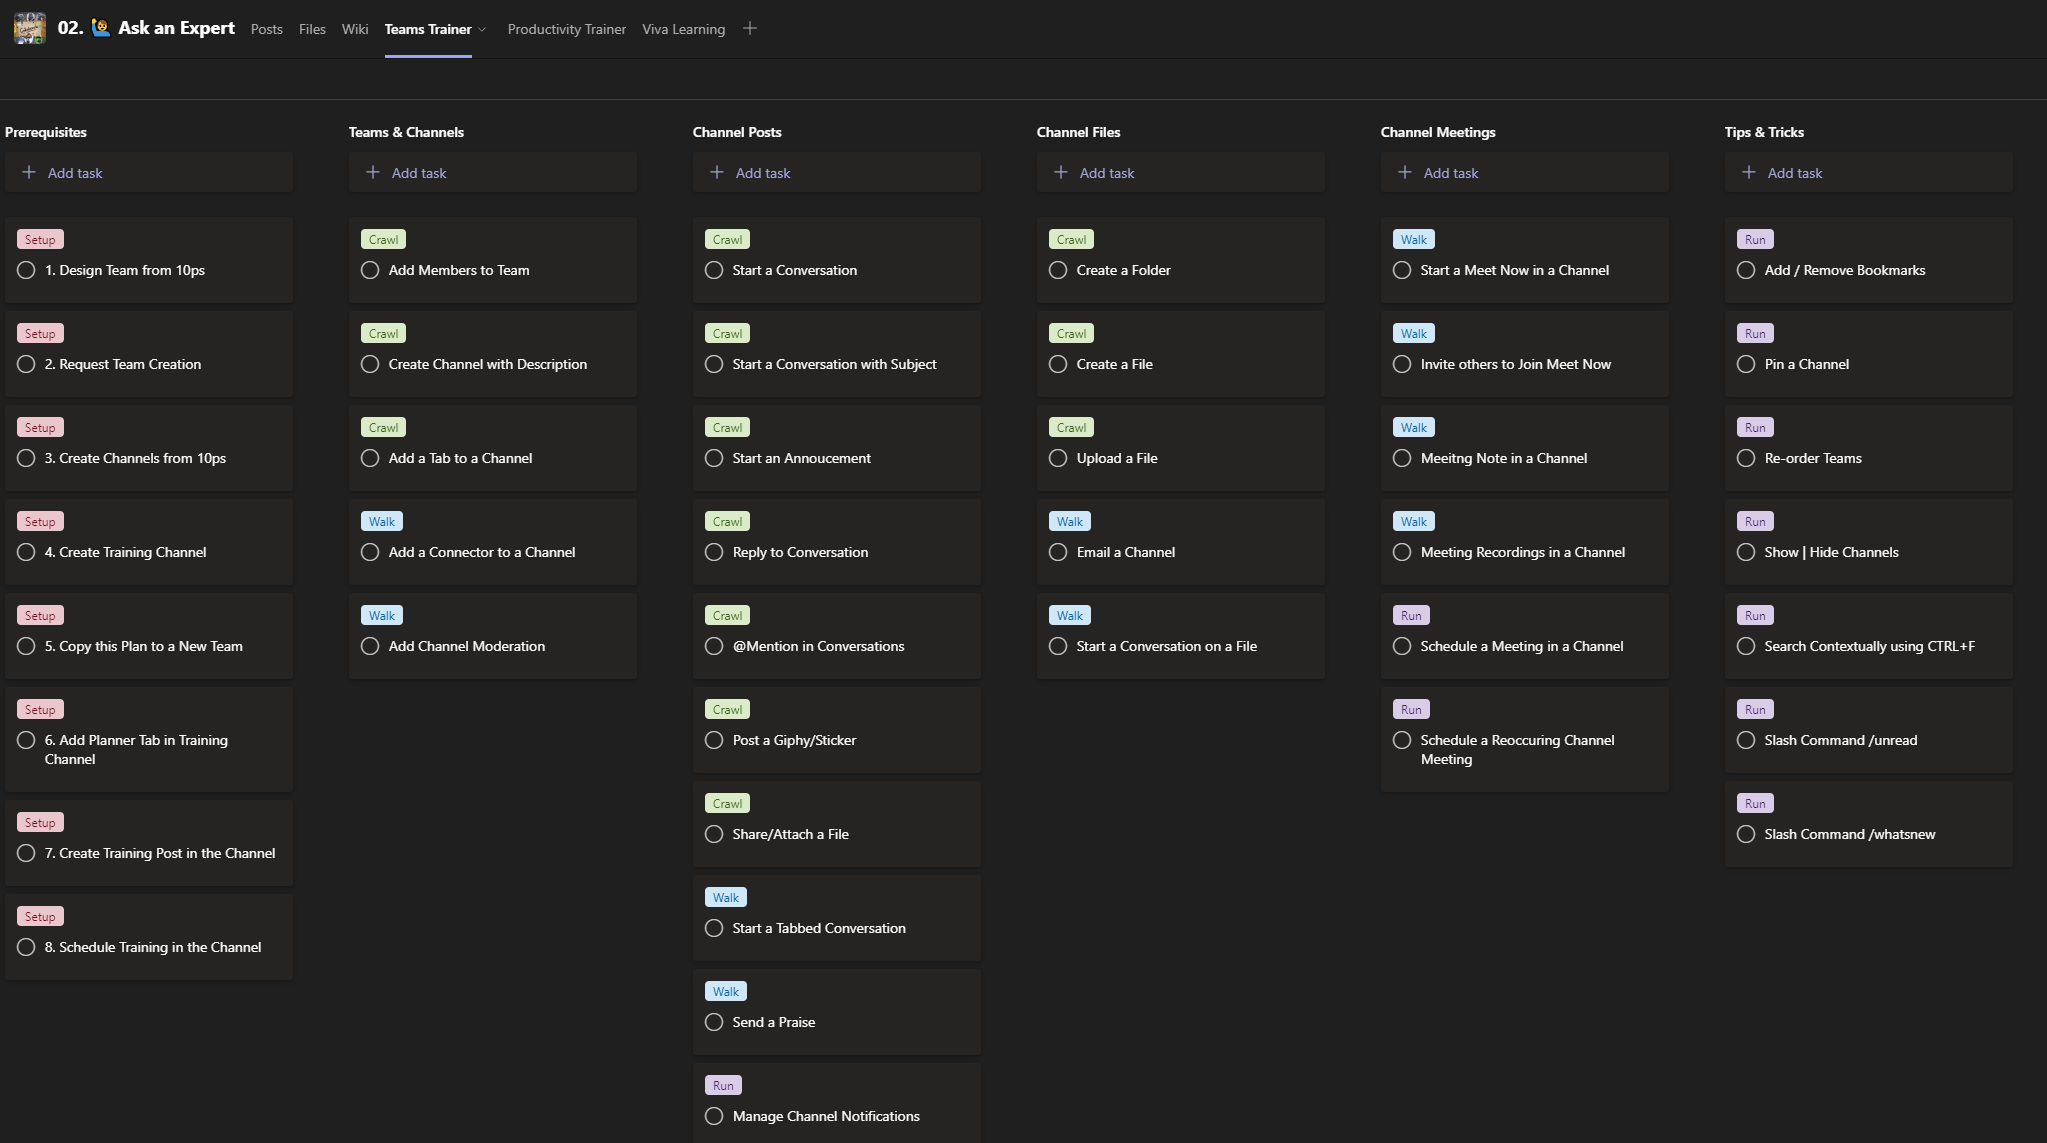 02. 🙋 Ask an Expert Posts Files Wiki Teams Trainer Productivity Trainer Viva Learning
Prerequisites
Add task
Setup
1. Design Team from 10ps
Setup
2. Request Team Creation
Setup
3. Create Channels from 10ps
Setup
4. Create Training Channel
Setup
5. Copy this Plan to a New Team
Setup
6. Add Planner Tab in Training
Channel
Setup
7. Create Training Post in the Channel
Setup
8. Schedule Training in the Channel
Teams & Channels
Add task
Crawl
Add Members to Team
Crawl
Create Channel with Description
Crawl
Add a Tab to a Channel
Walk
Add a Connector to a Channel
Walk
Add Channel Moderation
Channel Posts
Add task
Crawl
Start a Conversation
Crawl
Start a Conversation with Subject
Crawl
Start an Annoucement
Crawl
Reply to Conversation
Crawl
@Mention in Conversations
Crawl
Post a Giphy/Sticker
Crawl
Share/Attach a File
Walk
Start a Tabbed Conversation
Walk
Send a Praise
Run
Manage Channel Notifications
Channel Files
Add task
Crawl
Create a Folder
Crawl
Create a File
Crawl
Upload a File
Walk
Email a Channel
Walk
Start a Conversation on a File
Channel Meetings
Add task
Walk
Start a Meet Now in a Channel
Walk
Invite others to Join Meet Now
Walk
Meeitng Note in a Channel
Walk
Meeting Recordings in a Channel
Run
Schedule a Meeting in a Channel
Run
Schedule a Reoccuring Channel
Meeting
Tips & Tricks
Add task
Run
Add / Remove Bookmarks
Run
Pin a Channel
Run
Re-order Teams
Run
Show | Hide Channels
Run
Search Contextually using CTRL+F
Run
Slash Command /unread
Run
Slash Command /whatsnew